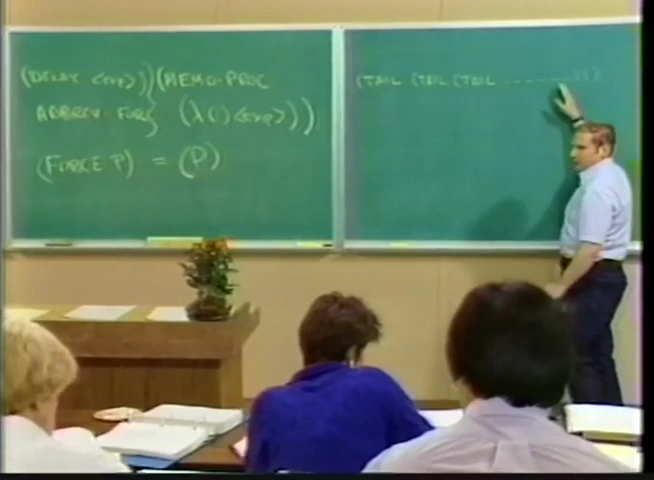 (DELAY <exp>) (MEMO-PROC
ABBREV-FOR (λ() <exp>)))
(FORCE P) = (P)
(TAIL (TAIL (TAIL ------- )))